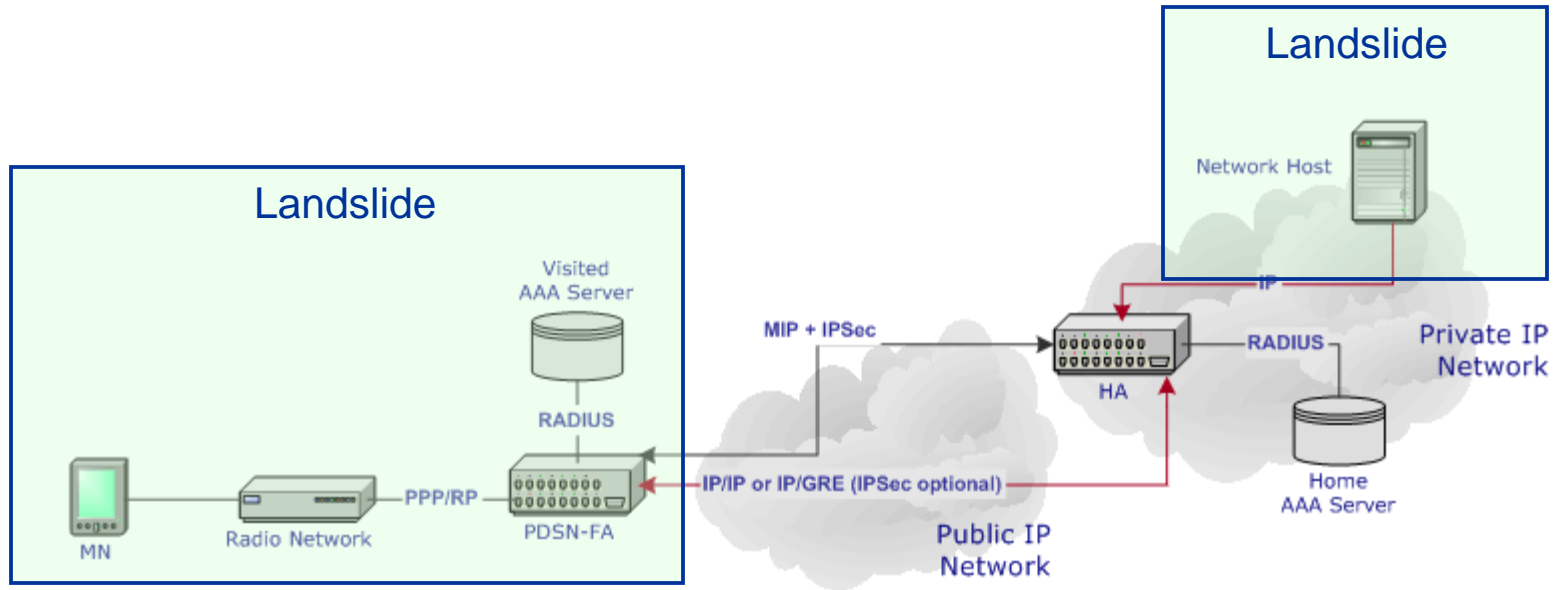 Landslide
Network Host
IP
Landslide
Visited
AAA Server
RADIUS
MN
Radio Network
PPP/RP
PDSN-FA
MIP + IPSec
IP/IP or IP/GRE (IPSec optional)
Public IP
Network
HA
RADIUS
Private IP
Network
Home
AAA Server